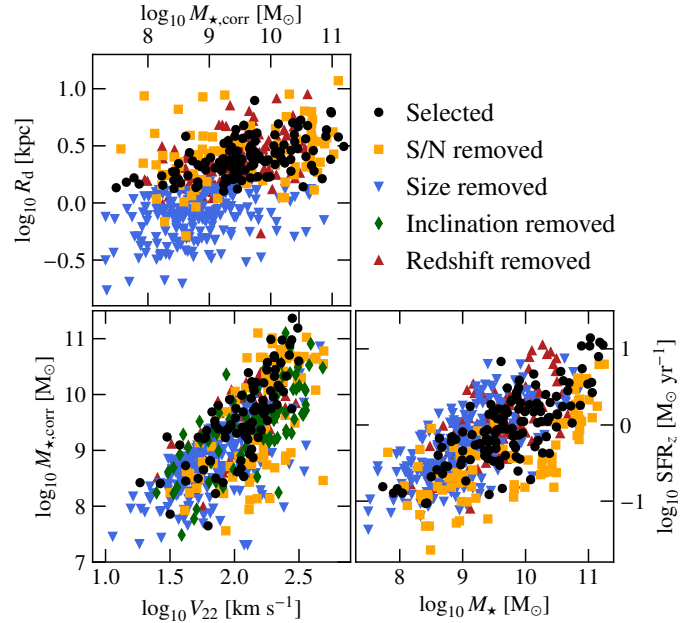 log₁₀ M⋆,corr [M⊙]
8 9 10 11
1.0
0.5
0.0
−0.5
log₁₀ R_d [kpc]
Selected
S/N removed
Size removed
Inclination removed
Redshift removed
11
10
9
8
7
log₁₀ M⋆,corr [M⊙]
1.0 1.5 2.0 2.5
log₁₀ V₂₂ [km s⁻¹]
1
0
−1
log₁₀ SFR_z [M⊙ yr⁻¹]
8 9 10 11
log₁₀ M⋆ [M⊙]